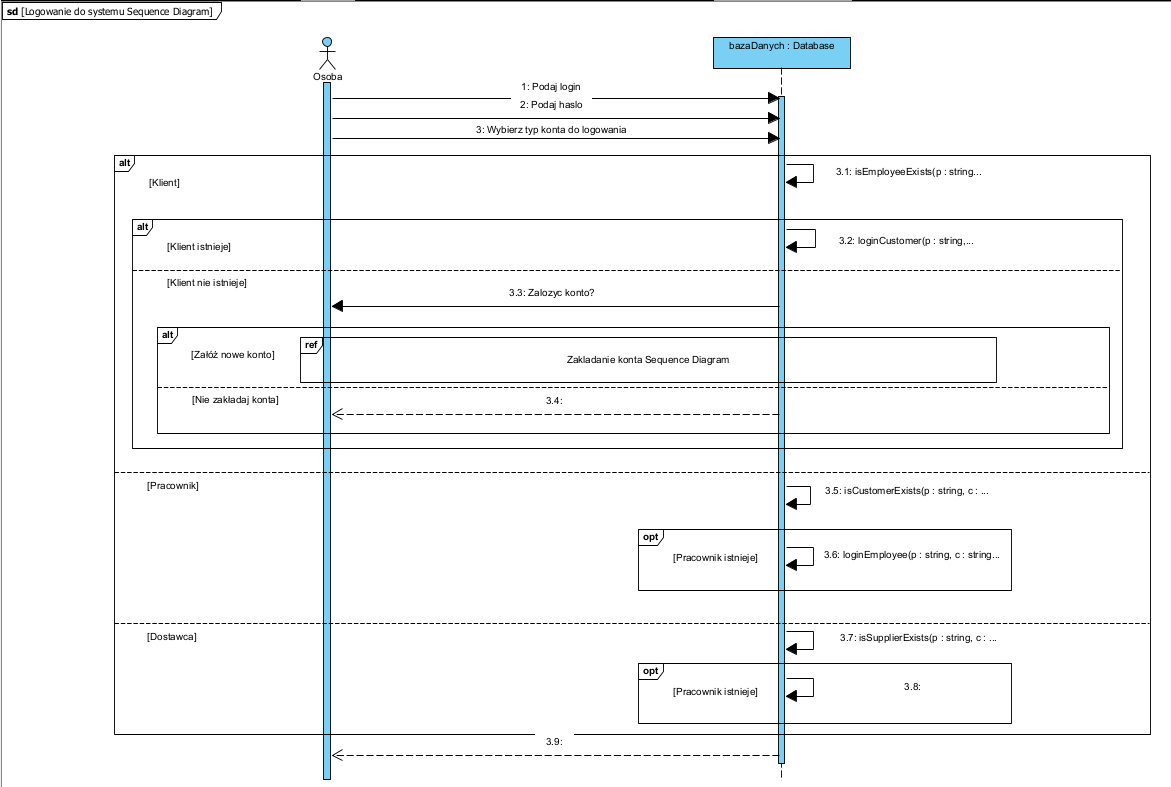 sd [Logowanie do systemu Sequence Diagram]
Osoba
bazaDanych : Database
1: Podaj login
2: Podaj haslo
3: Wybierz typ konta do logowania
alt
[Klient]
3.1: isEmployeeExists(p : string...
alt
[Klient istnieje]
3.2: loginCustomer(p : string,...
[Klient nie istnieje]
3.3: Zalozyc konto?
alt
[Załóż nowe konto]
ref
Zakladanie konta Sequence Diagram
[Nie zakładaj konta]
3.4:
[Pracownik]
3.5: isCustomerExists(p : string, c : ...
opt
[Pracownik istnieje]
3.6: loginEmployee(p : string, c : string...
[Dostawca]
3.7: isSupplierExists(p : string, c : ...
opt
[Pracownik istnieje]
3.8:
3.9: